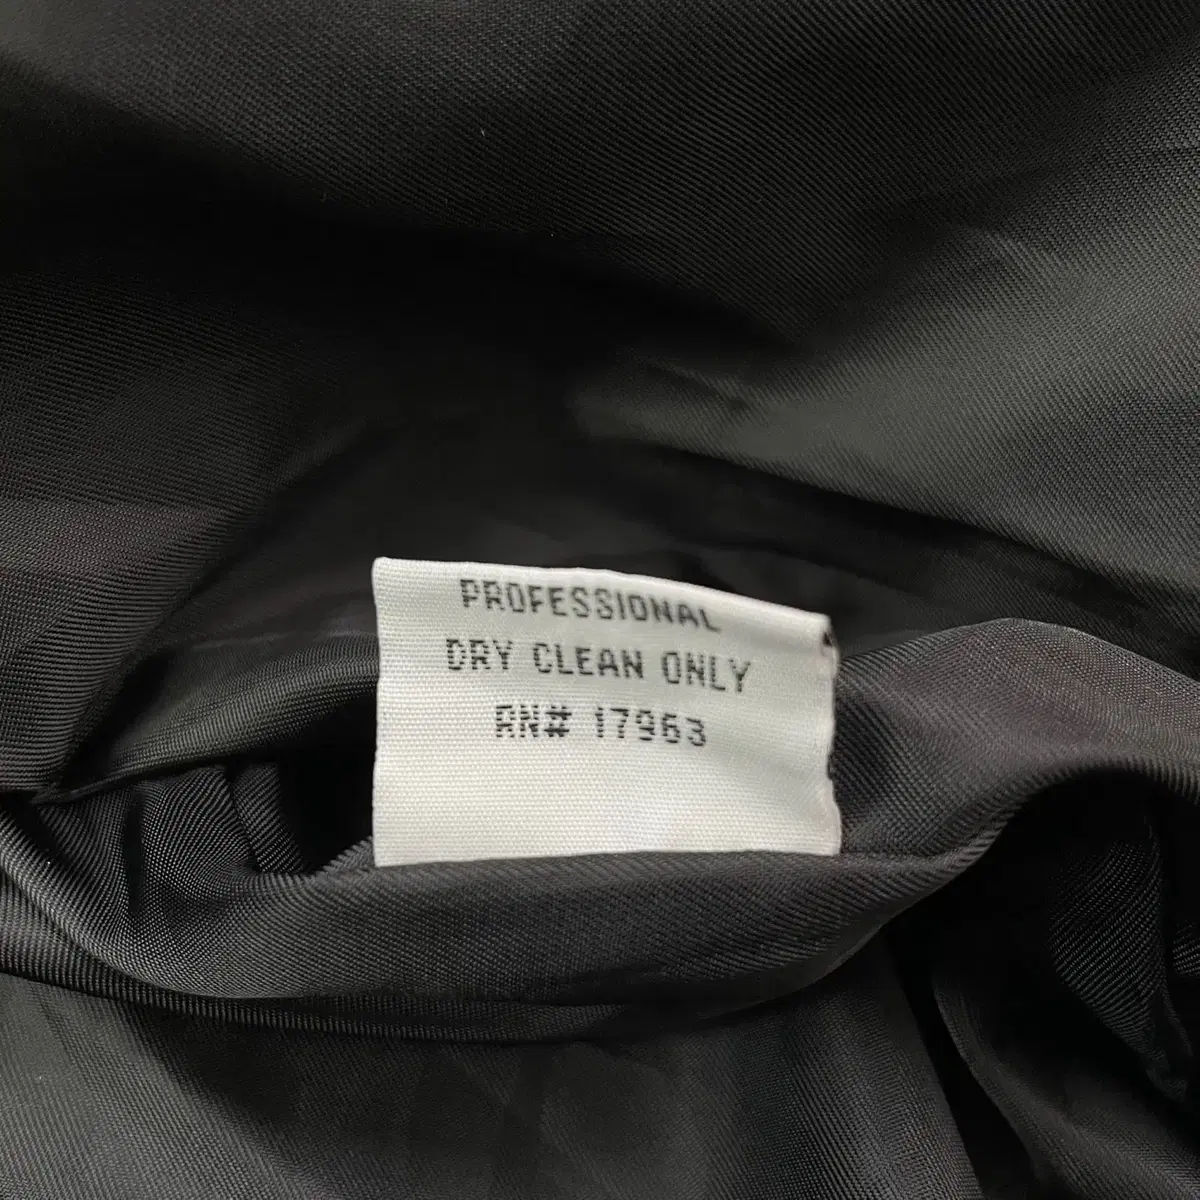 PROFESSIONAL
DRY CLEAN ONLY
RN# 17963